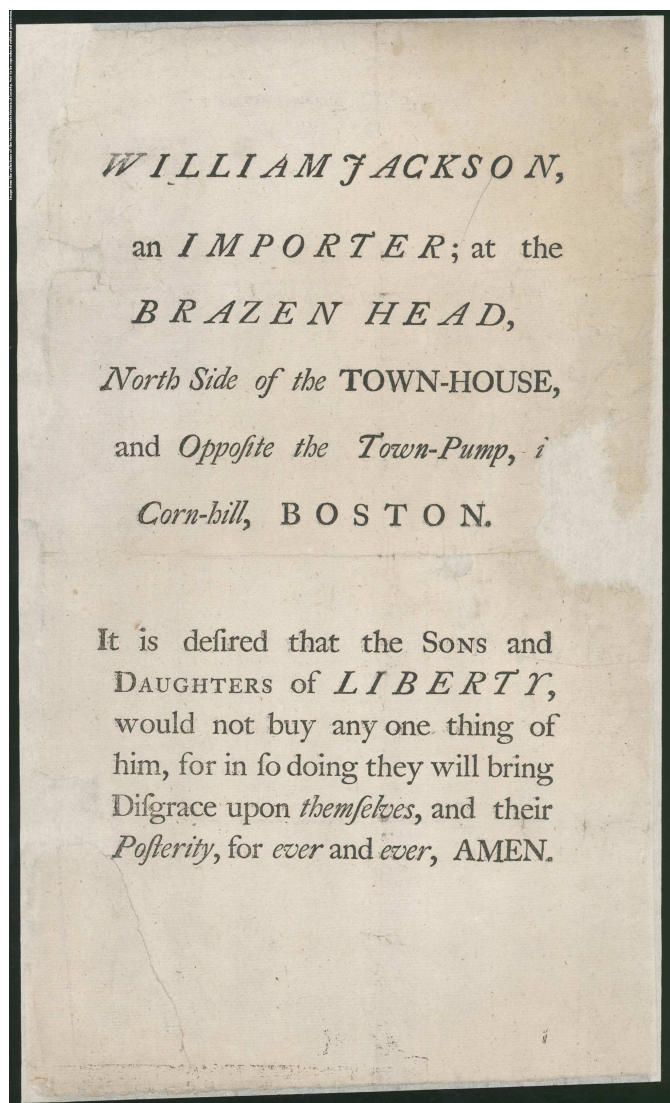 WILLIAM JACKSON,
an IMPORTER; at the
BRAZEN HEAD,
North Side of the TOWN-HOUSE,
and Oppoſite the Town-Pump, i
Corn-hill, BOSTON.
It is deſired that the SONS and
DAUGHTERS of LIBERTY,
would not buy any one thing of
him, for in ſo doing they will bring
Diſgrace upon themſelves, and their
Poſterity, for ever and ever, AMEN.